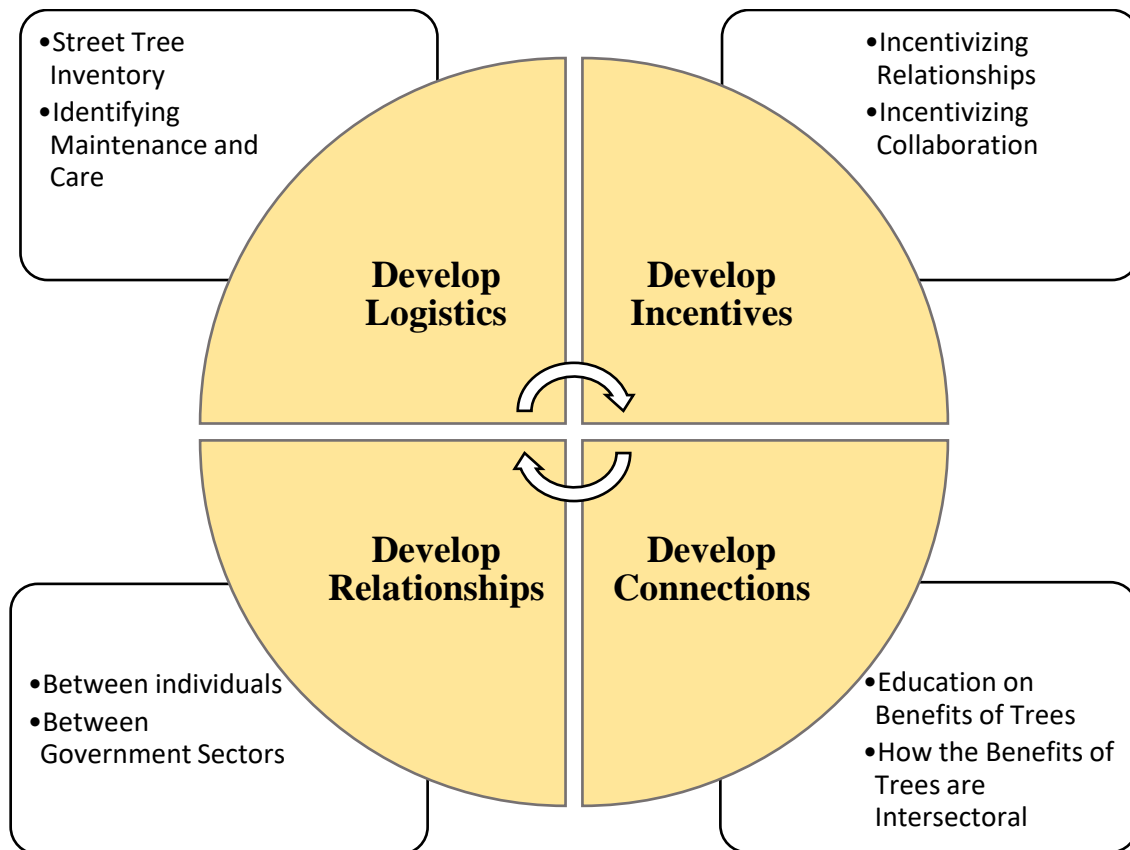 •Street Tree
Inventory
•Identifying
Maintenance and
Care
•Incentivizing
Relationships
•Incentivizing
Collaboration
Develop
Logistics
Develop
Incentives
Develop
Relationships
Develop
Connections
•Between individuals
•Between
Government Sectors
•Education on
Benefits of Trees
•How the Benefits of
Trees are
Intersectoral